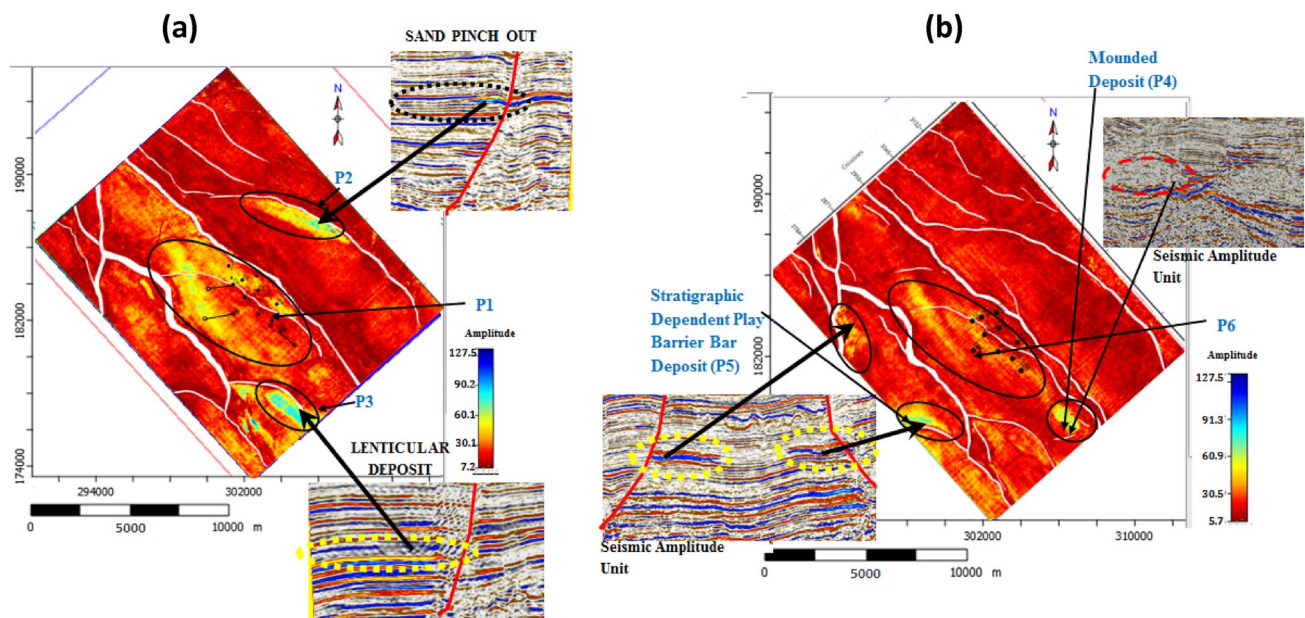 (a)
SAND PINCH OUT
N
P2
190000
P1
182000
Amplitude
127.5
90.2
60.1
30.1
7.2
P3
LENTICULAR
DEPOSIT
174000
294000
302000
0
5000
10000 m
(b)
Mounded
Deposit (P4)
N
Crosslines
190000
Seismic Amplitude
Unit
Stratigraphic
Dependent Play
Barrier Bar
Deposit (P5)
P6
182000
Amplitude
127.5
91.3
60.9
30.5
5.7
Seismic Amplitude
Unit
302000
310000
0
5000
10000 m